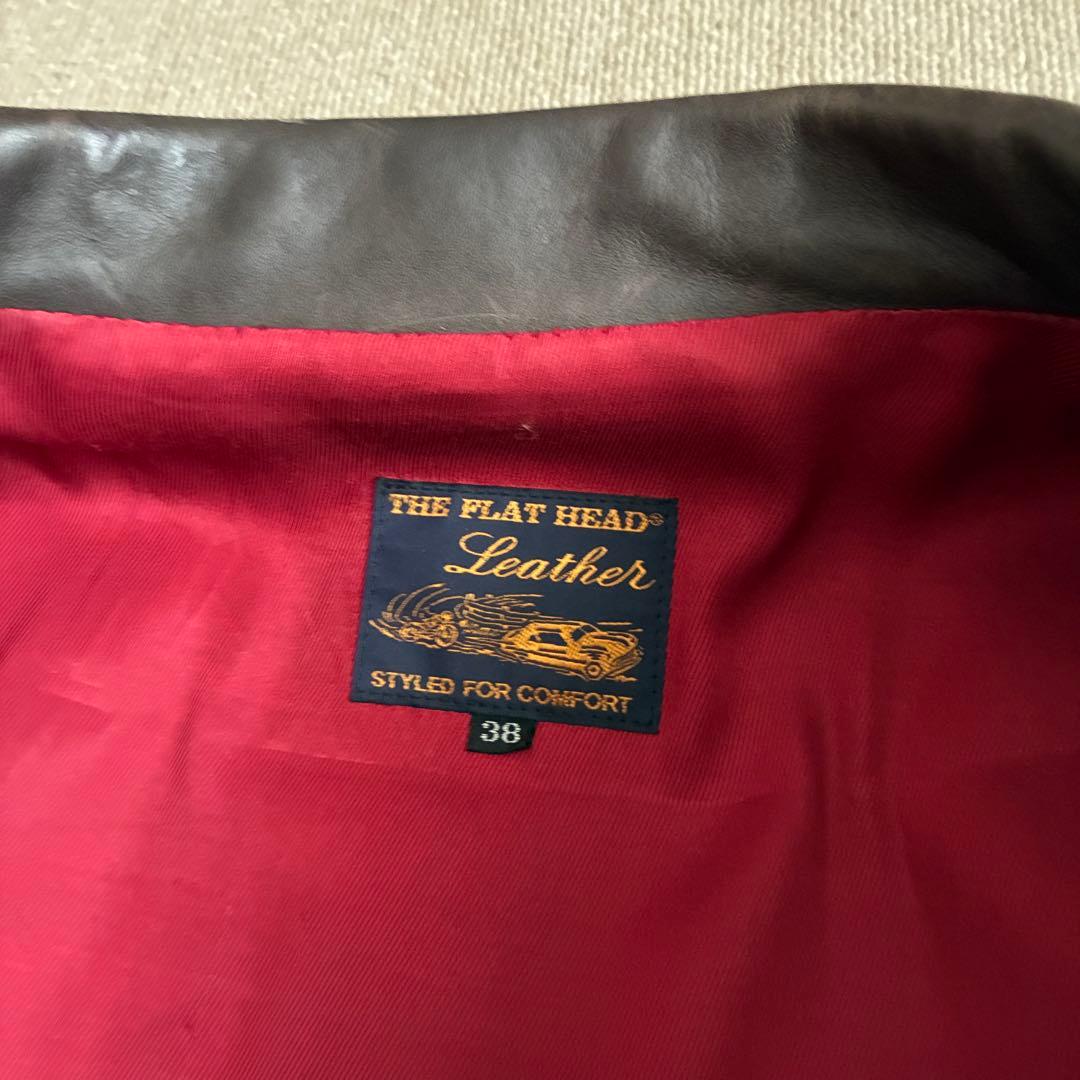 THE FLAT HEAD®
Leather
STYLED FOR COMFORT
38